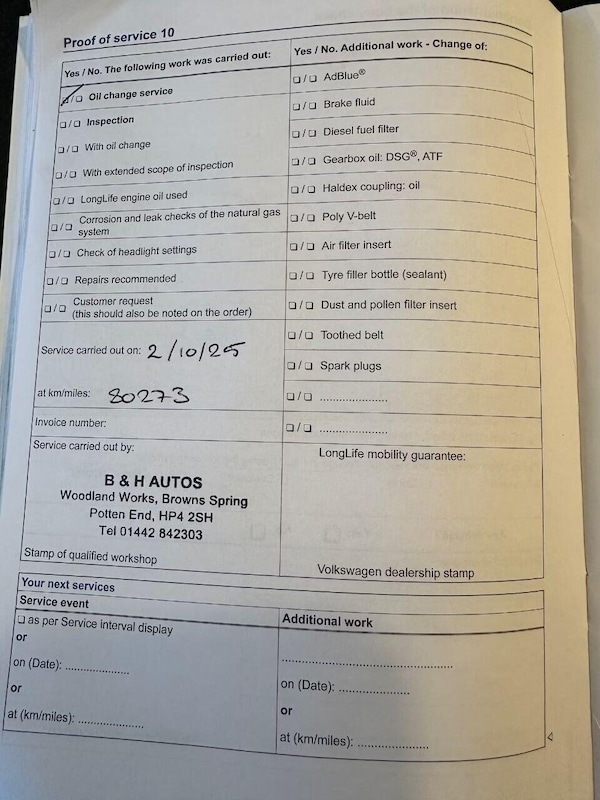 Proof of service 10
Yes / No. The following work was carried out:
☑/☐ Oil change service
☐/☐ Inspection
☐/☐ With oil change
☐/☐ With extended scope of inspection
☐/☐ LongLife engine oil used
☐/☐ Corrosion and leak checks of the natural gas
system
☐/☐ Check of headlight settings
☐/☐ Repairs recommended
☐/☐ Customer request
(this should also be noted on the order)
Service carried out on: 2/10/25
at km/miles: 80273
Invoice number:
Service carried out by:
B & H AUTOS
Woodland Works, Browns Spring
Potten End, HP4 2SH
Tel 01442 842303
Stamp of qualified workshop
Yes / No. Additional work - Change of:
☐/☐ AdBlue®
☐/☐ Brake fluid
☐/☐ Diesel fuel filter
☐/☐ Gearbox oil: DSG®, ATF
☐/☐ Haldex coupling: oil
☐/☐ Poly V-belt
☐/☐ Air filter insert
☐/☐ Tyre filler bottle (sealant)
☐/☐ Dust and pollen filter insert
☐/☐ Toothed belt
☐/☐ Spark plugs
☐/☐ ....................
☐/☐ ....................
LongLife mobility guarantee:
Volkswagen dealership stamp
Your next services
Service event
☐ as per Service interval display
or
on (Date): ...................
or
at (km/miles): ...................
Additional work
..................................................
on (Date): .....................
or
at (km/miles): .....................